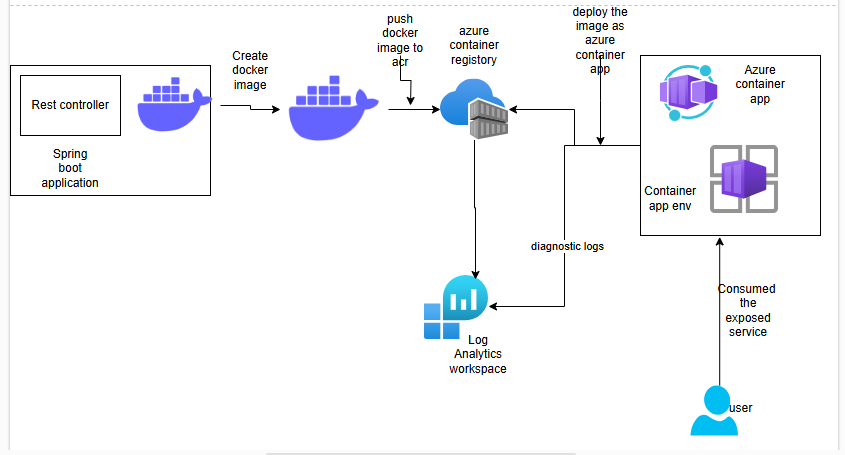 deploy the
image as
azure
container
app
push
docker
image to
acr
azure
container
registory
Create
docker
image
Rest controller
Spring
boot
application
Azure
container
app
Container
app env
diagnostic logs
Log
Analytics
workspace
Consumed
the
exposed
service
user